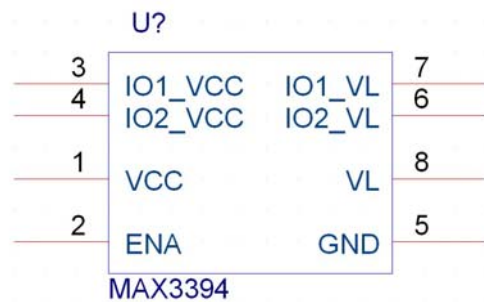 U?
3 IO1_VCC IO1_VL 7
4 IO2_VCC IO2_VL 6
1 VCC VL 8
2 ENA GND 5
MAX3394